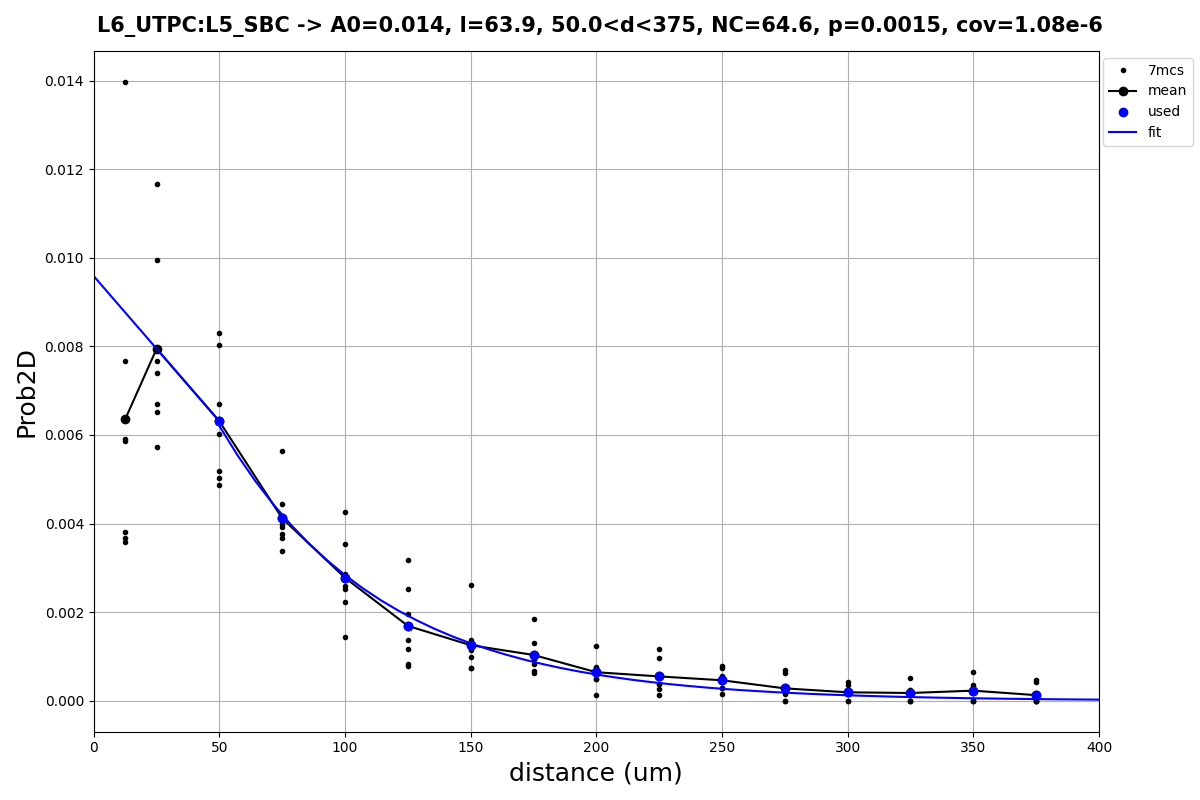 L6_UTPC:L5_SBC -> A0=0.014, l=63.9, 50.0<d<375, NC=64.6, p=0.0015, cov=1.08e-6
7mcs
mean
used
fit
Prob2D
0.014
0.012
0.010
0.008
0.006
0.004
0.002
0.000
0 50 100 150 200 250 300 350 400
distance (um)